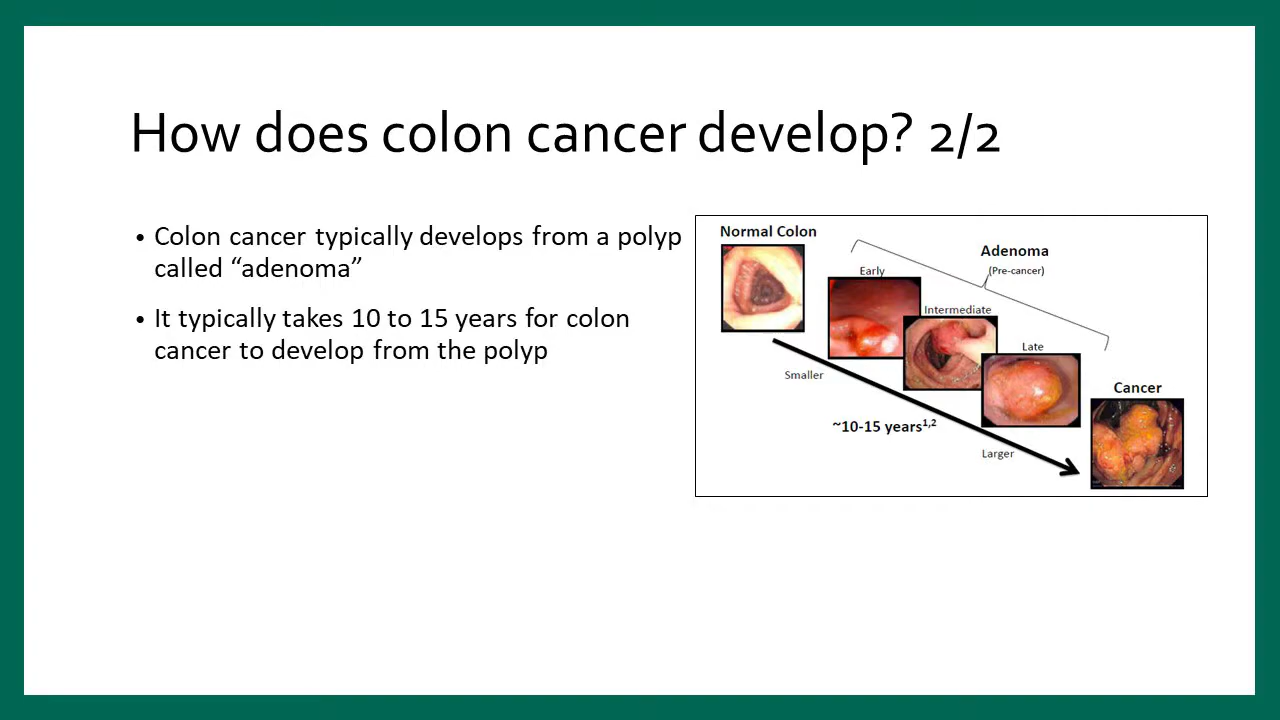 How does colon cancer develop? 2/2
• Colon cancer typically develops from a polyp
called “adenoma”
• It typically takes 10 to 15 years for colon
cancer to develop from the polyp
Normal Colon
Adenoma
(Pre-cancer)
Early
Intermediate
Late
Smaller
Cancer
~10-15 years1,2
Larger